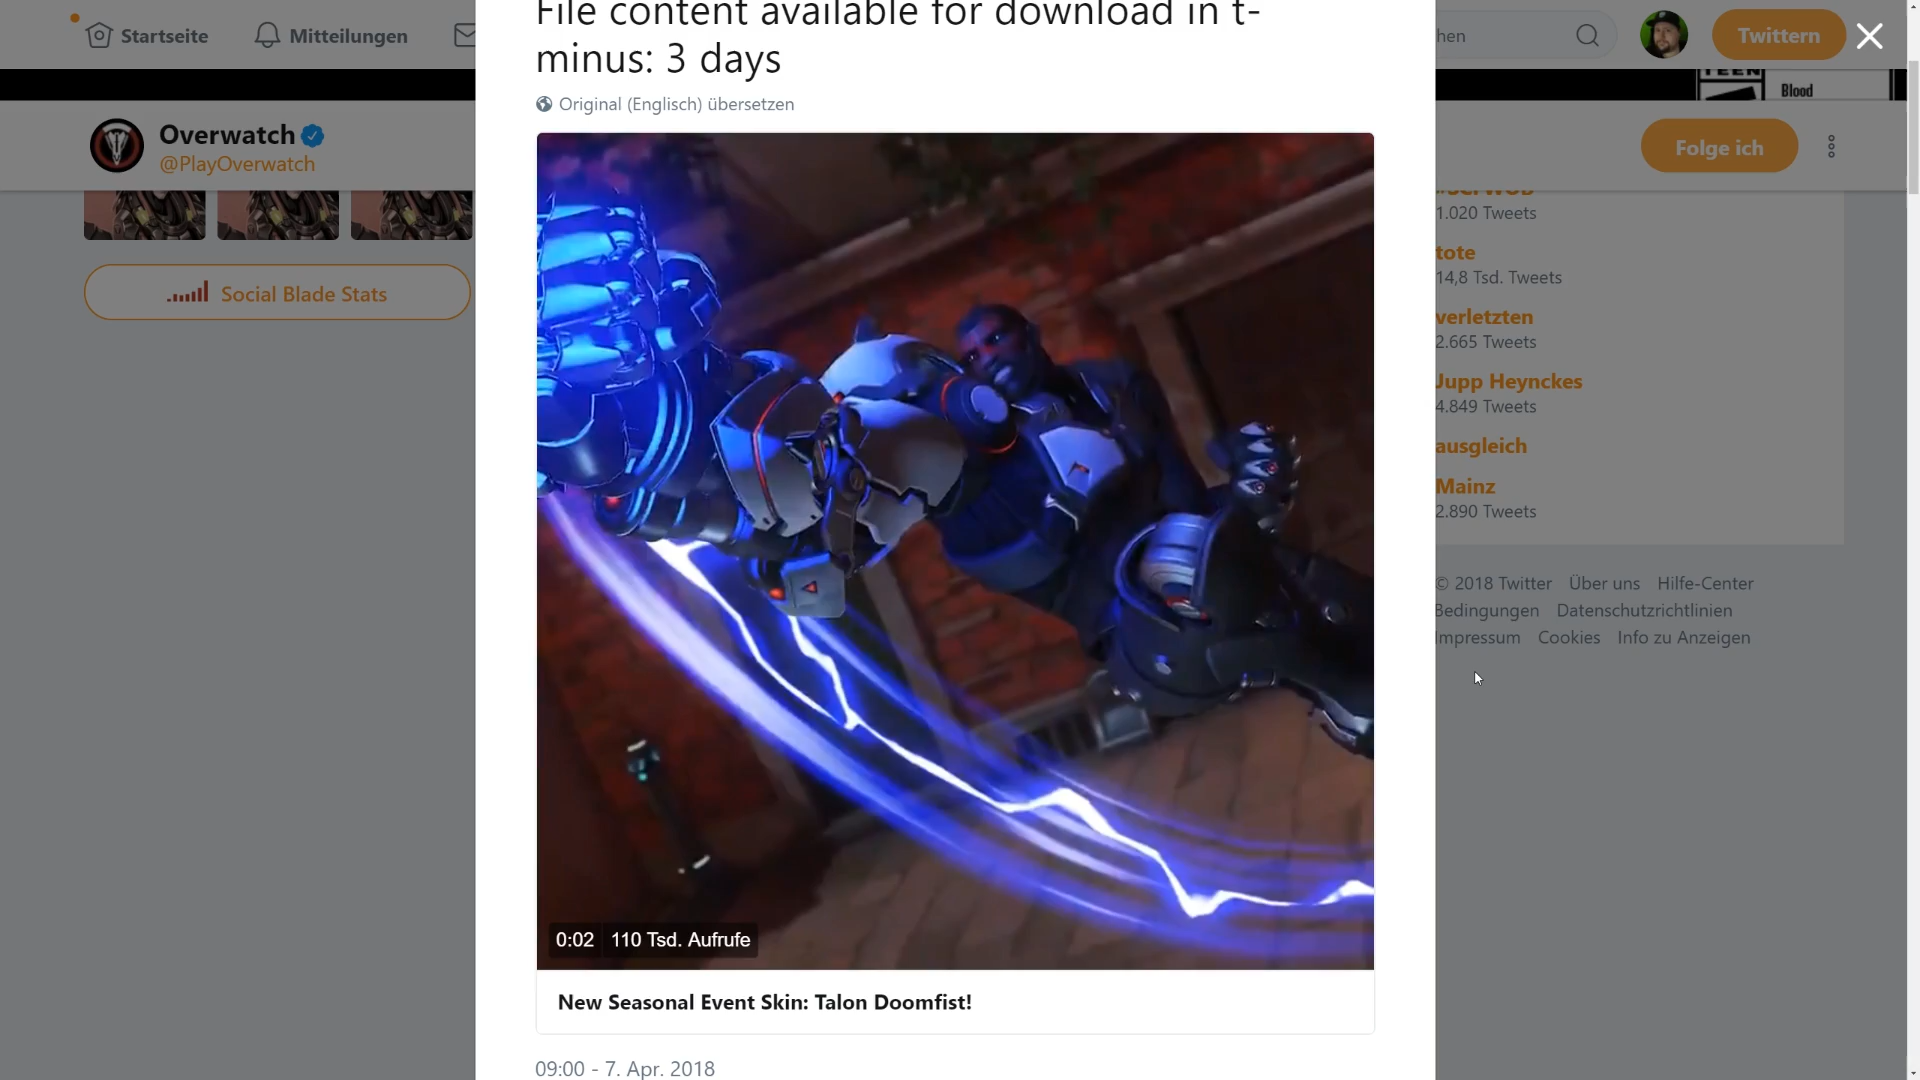 File content available for download in t-
minus: 3 days
Original (Englisch) übersetzen
Startseite
Mitteilungen
hen
Twittern
TEEN
Blood
Overwatch
@PlayOverwatch
Folge ich
1.020 Tweets
tote
14,8 Tsd. Tweets
verletzten
2.665 Tweets
Jupp Heynckes
4.849 Tweets
ausgleich
Mainz
2.890 Tweets
Social Blade Stats
© 2018 Twitter Über uns Hilfe-Center
Bedingungen Datenschutzrichtlinien
Impressum Cookies Info zu Anzeigen
0:02 110 Tsd. Aufrufe
New Seasonal Event Skin: Talon Doomfist!
09:00 - 7. Apr. 2018